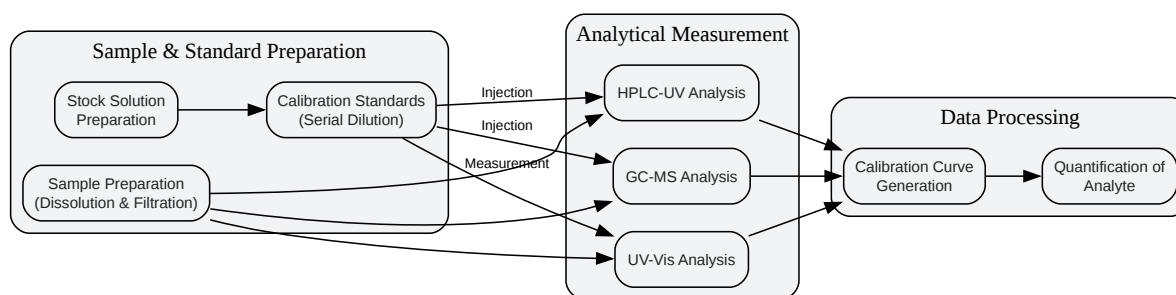 Sample & Standard Preparation
Stock Solution
Preparation
Calibration Standards
(Serial Dilution)
Sample Preparation
(Dissolution & Filtration)
Injection
Injection
Measurement
Analytical Measurement
HPLC-UV Analysis
GC-MS Analysis
UV-Vis Analysis
Data Processing
Calibration Curve
Generation
Quantification of
Analyte